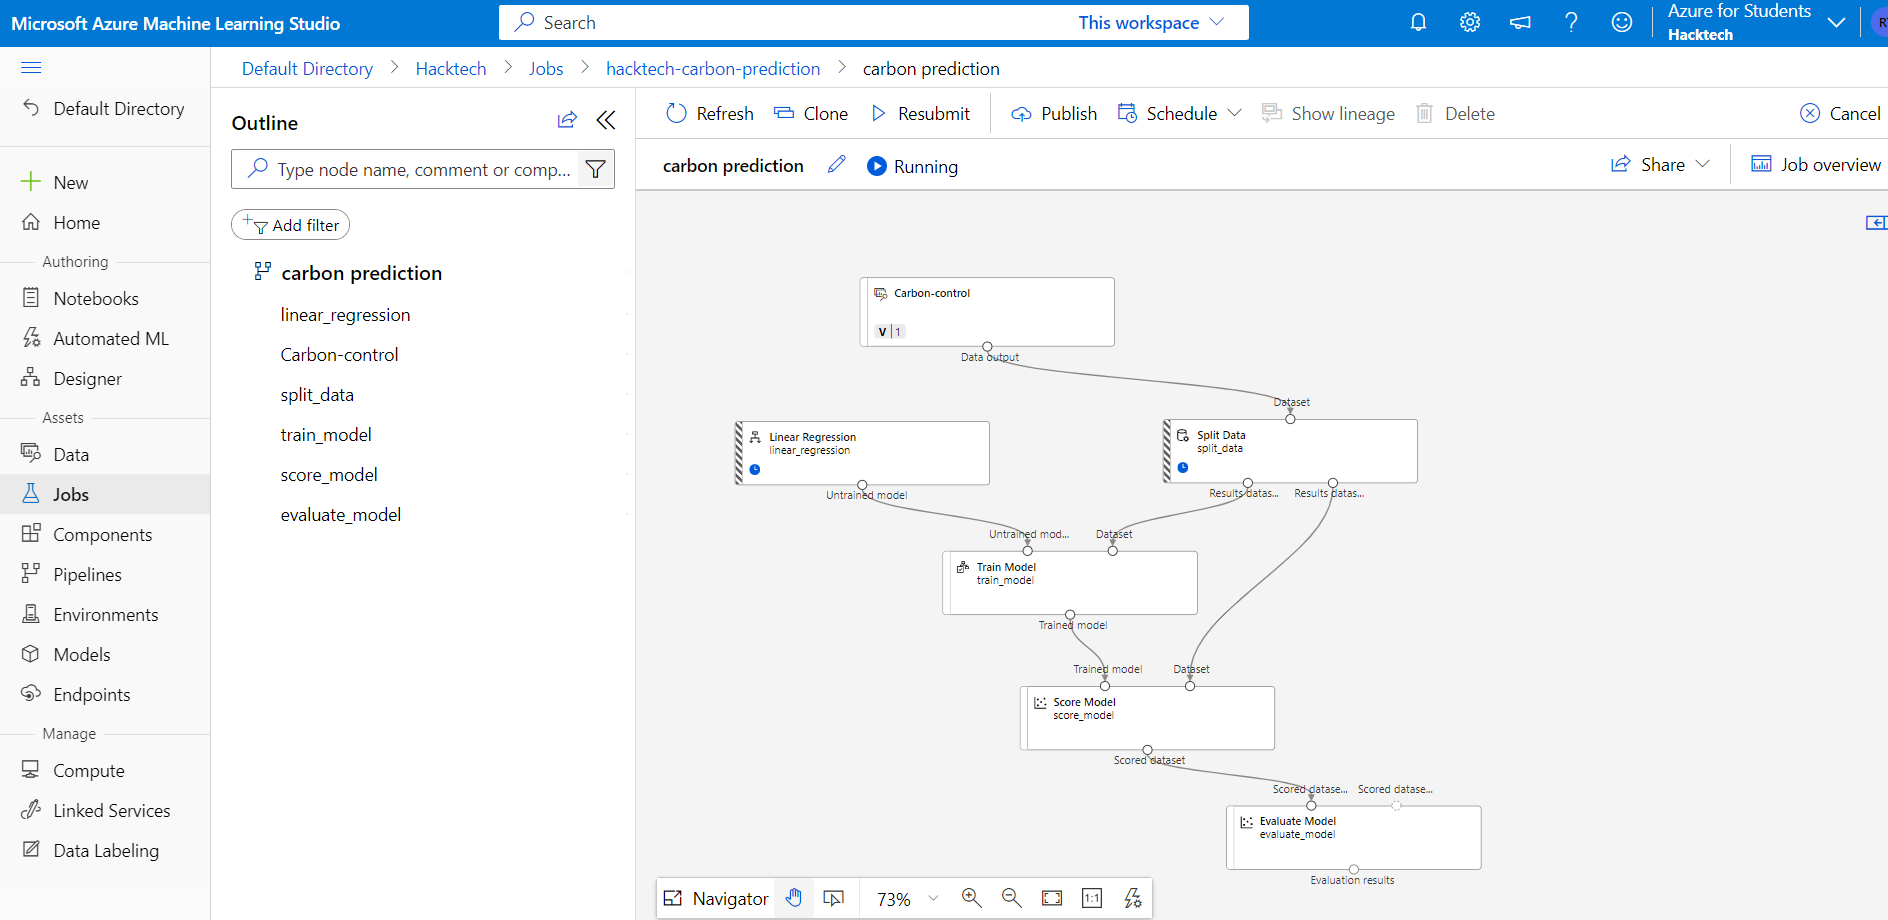 Microsoft Azure Machine Learning Studio
Search
This workspace
Azure for Students
Hacktech
Default Directory > Hacktech > Jobs > hacktech-carbon-prediction > carbon prediction
Default Directory
New
Home
Authoring
Notebooks
Automated ML
Designer
Assets
Data
Jobs
Components
Pipelines
Environments
Models
Endpoints
Manage
Compute
Linked Services
Data Labeling
Outline
Type node name, comment or comp...
Add filter
carbon prediction
linear_regression
Carbon-control
split_data
train_model
score_model
evaluate_model
Refresh
Clone
Resubmit
Publish
Schedule
Show lineage
Delete
Cancel
carbon prediction
Running
Share
Job overview
Carbon-control
V 1
Data output
Dataset
Linear Regression
linear_regression
Untrained model
Split Data
split_data
Results datas...
Results datas...
Untrained mod...
Dataset
Train Model
train_model
Trained model
Trained model
Dataset
Score Model
score_model
Scored dataset
Scored datase...
Scored datase...
Evaluate Model
evaluate_model
Evaluation results
Navigator
73%
1:1